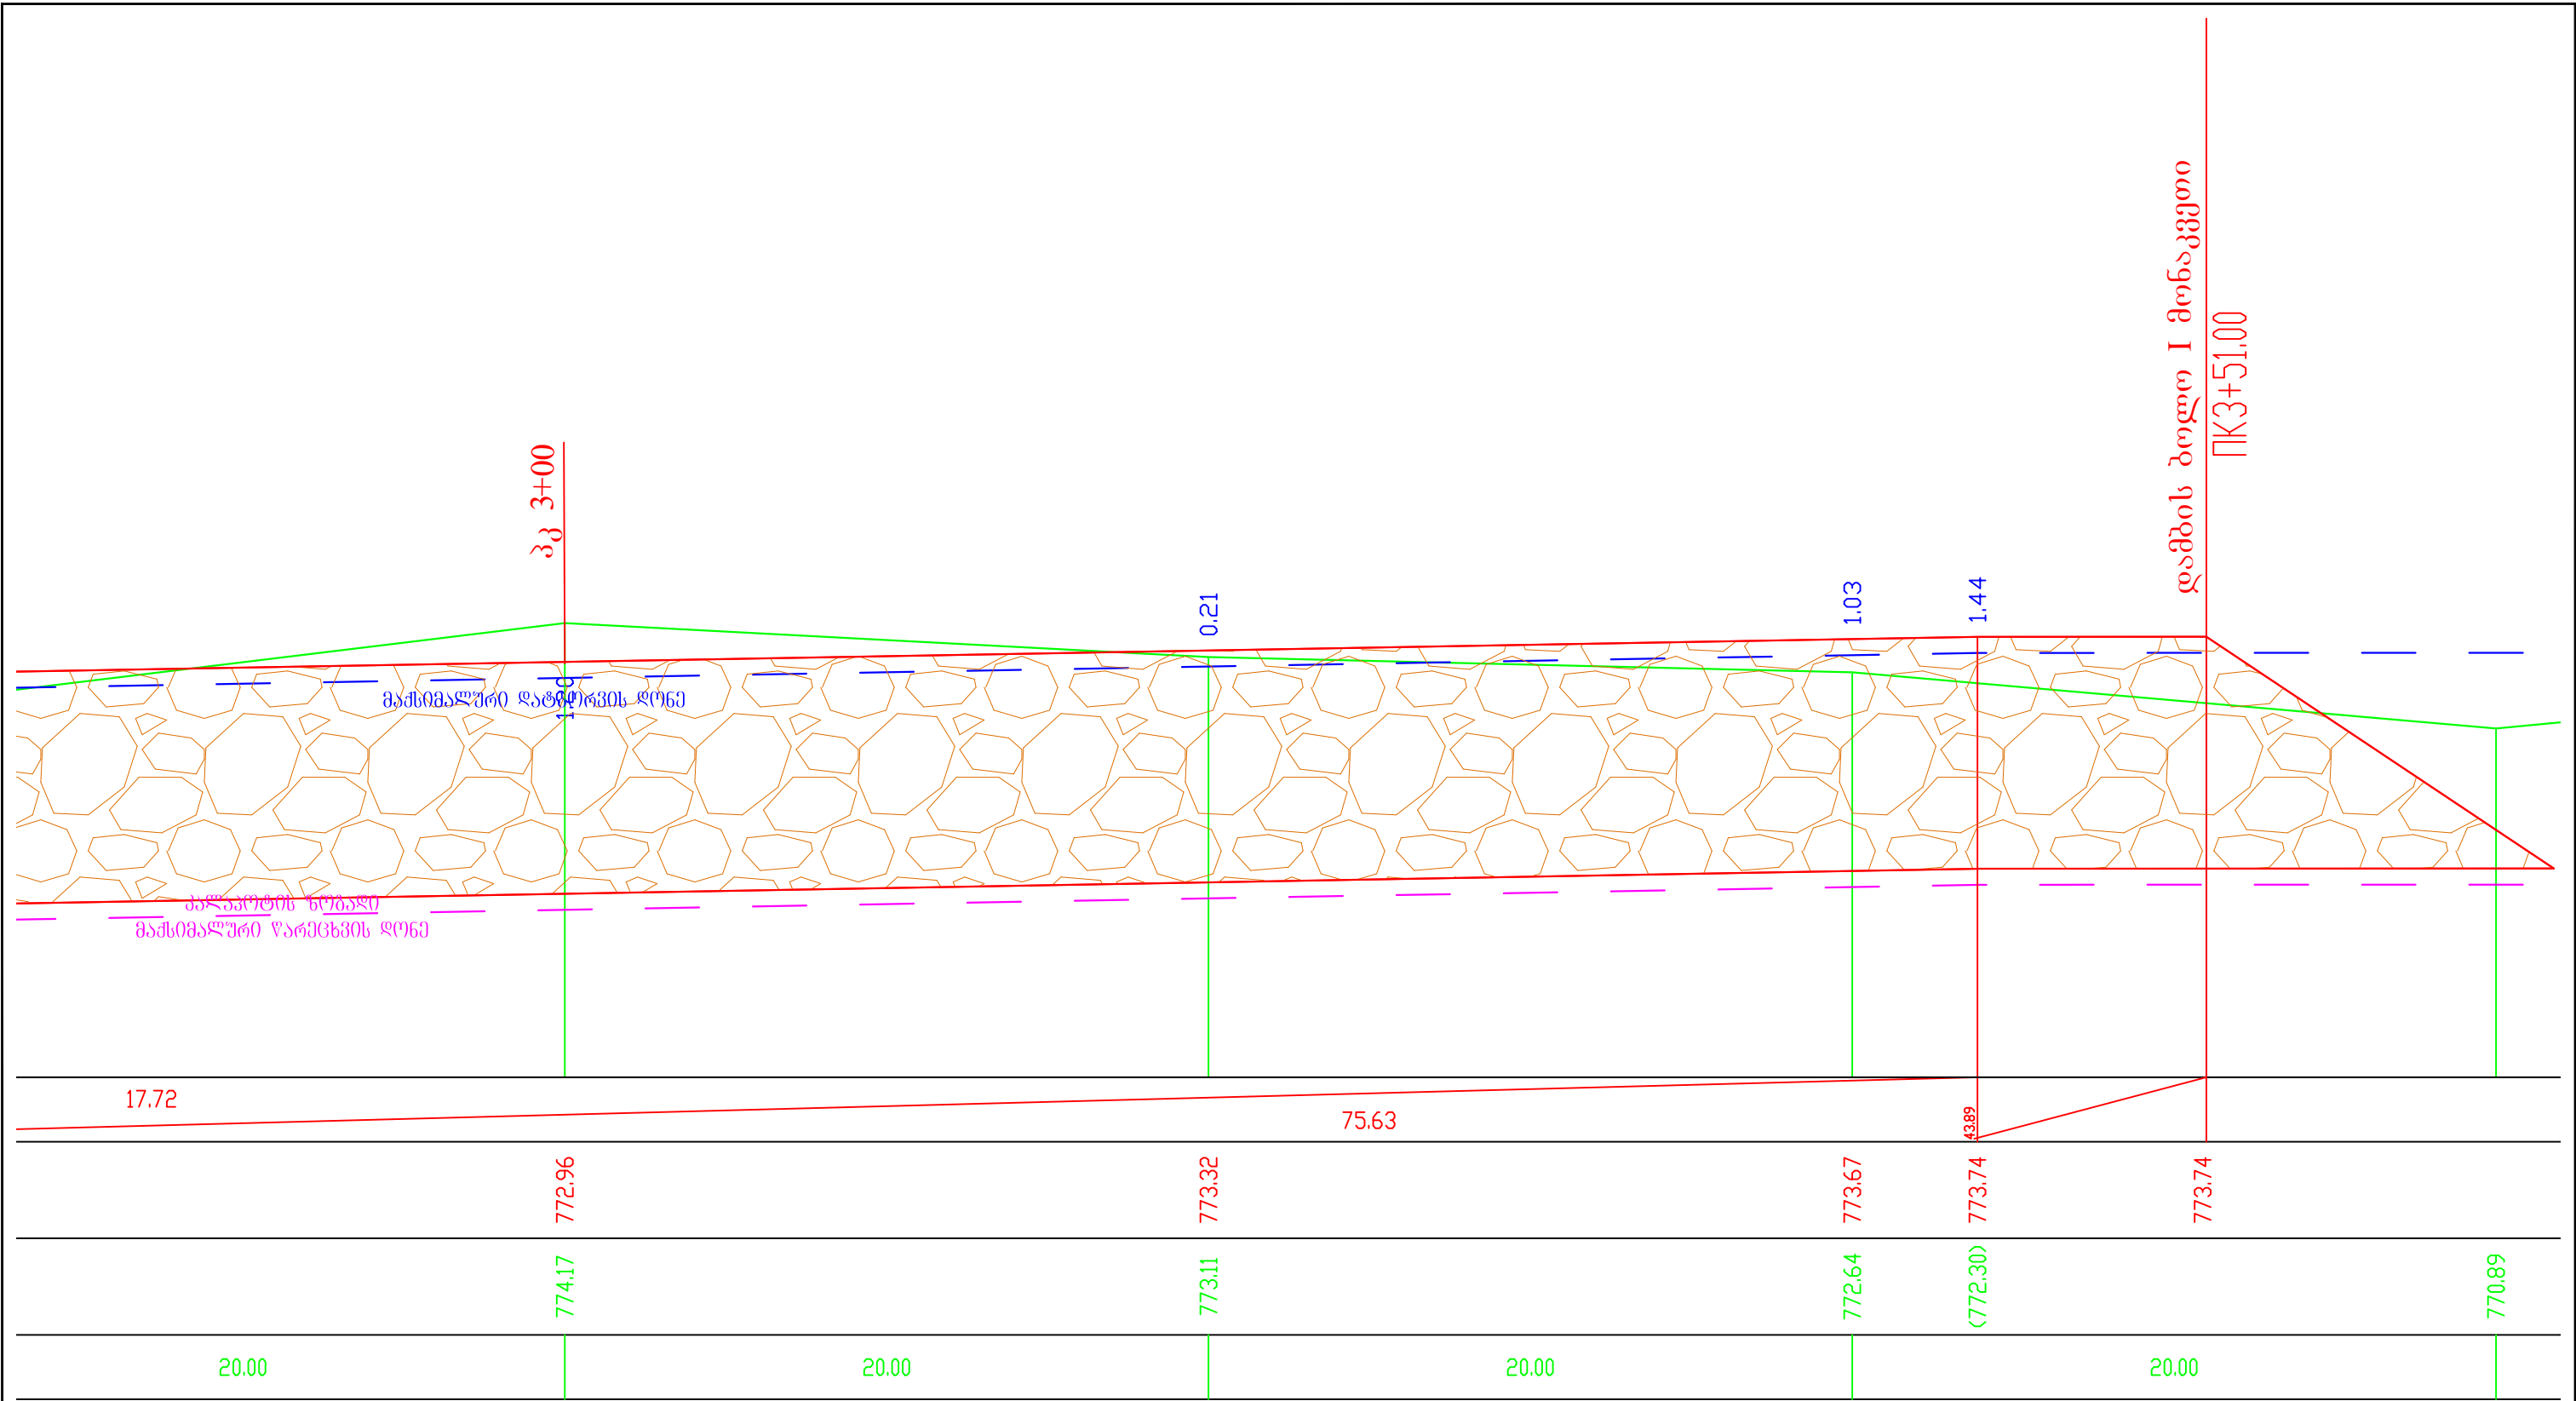 დამბის ბოლო I მონაკვეთი
ПК3+51.00
პკ 3+00
0.21
1.03
1.44
მაქსიმალური დატბორვის დონე
კალაპოტის ზოგადი
მაქსიმალური წარეცხვის დონე
17.72
75.63
43.89
772.96 773.32 773.67 773.74 773.74
774.17 773.11 772.64 (772.30) 770.89
20.00 20.00 20.00 20.00